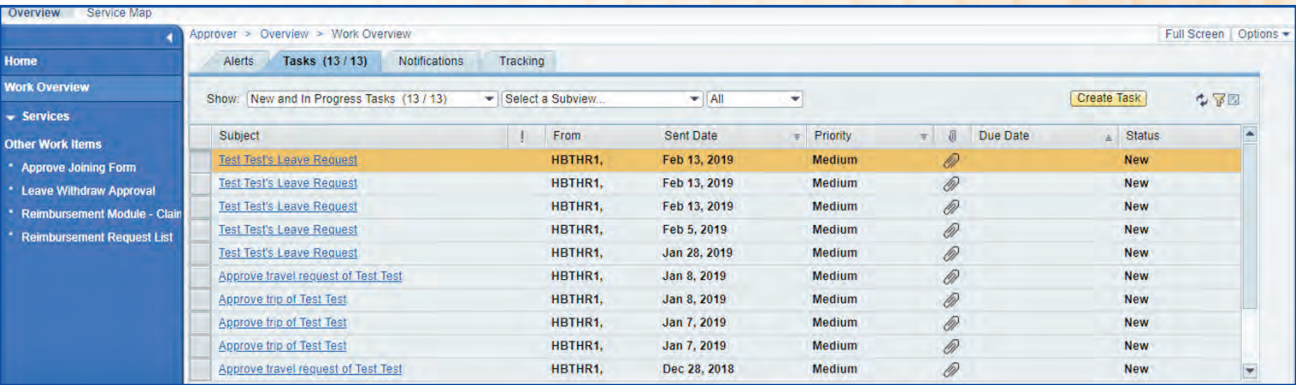 Overview Service Map
Approver > Overview > Work Overview Full Screen Options
Home
Work Overview
Services
Other Work Items
Approve Joining Form
Leave Withdraw Approval
Reimbursement Module - Claim
Reimbursement Request List
Alerts Tasks (13 / 13) Notifications Tracking
Show: New and In Progress Tasks (13 / 13) Select a Subview... All Create Task
Subject ! From Sent Date Priority Due Date Status
Test Test's Leave Request HBTHR1, Feb 13, 2019 Medium New
Test Test's Leave Request HBTHR1, Feb 13, 2019 Medium New
Test Test's Leave Request HBTHR1, Feb 13, 2019 Medium New
Test Test's Leave Request HBTHR1, Feb 5, 2019 Medium New
Test Test's Leave Request HBTHR1, Jan 28, 2019 Medium New
Approve travel request of Test Test HBTHR1, Jan 8, 2019 Medium New
Approve trip of Test Test HBTHR1, Jan 8, 2019 Medium New
Approve trip of Test Test HBTHR1, Jan 7, 2019 Medium New
Approve trip of Test Test HBTHR1, Jan 7, 2019 Medium New
Approve travel request of Test Test HBTHR1, Dec 28, 2018 Medium New